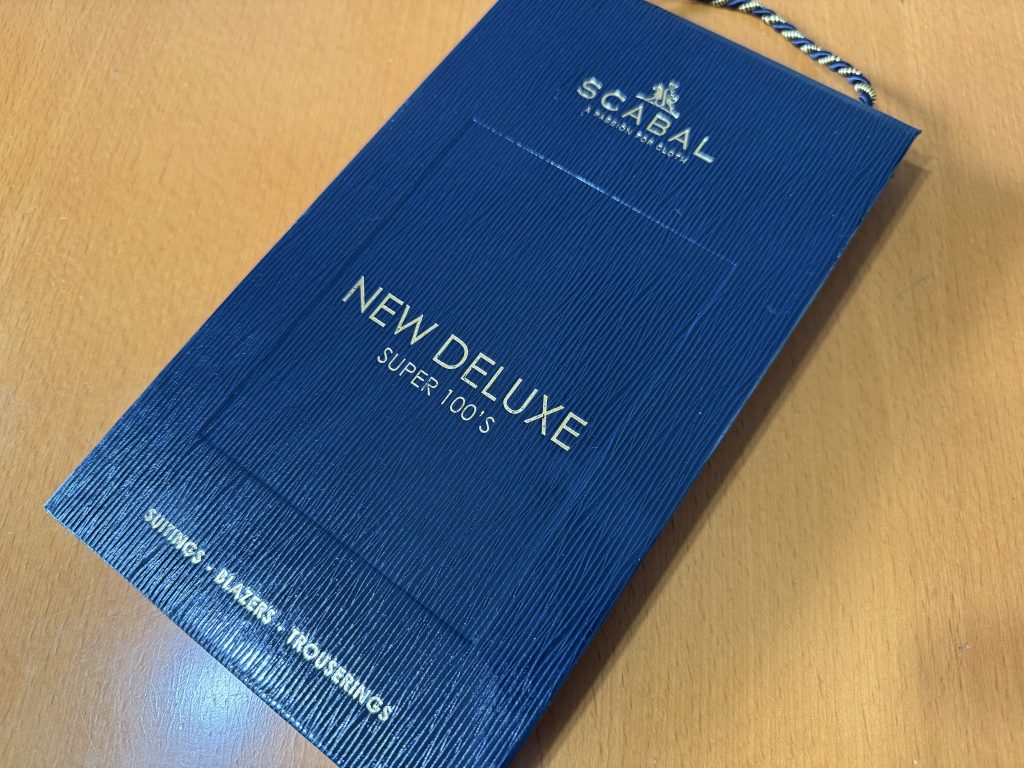 SCABAL
A PASSION FOR CLOTH
NEW DELUXE
SUPER 100'S
SUITINGS - BLAZERS - TROUSERINGS